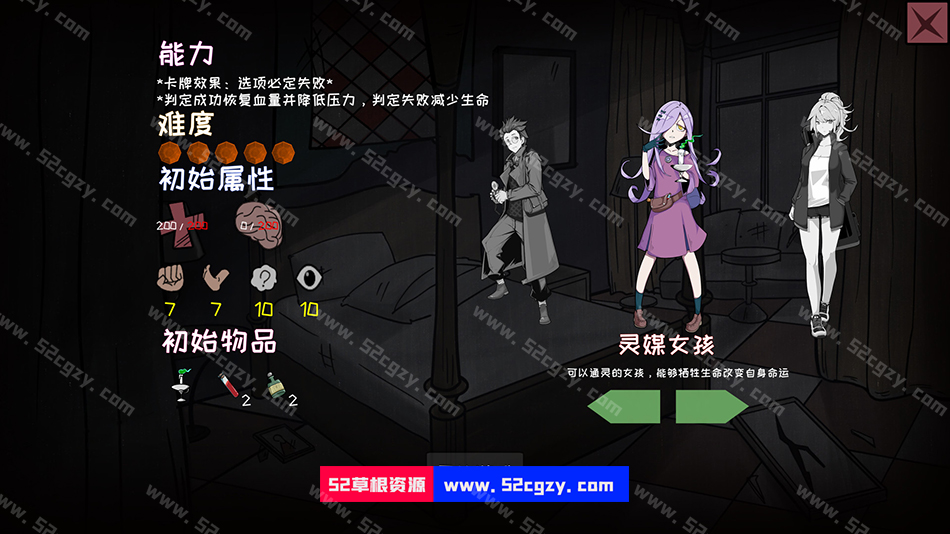 能力
*卡牌效果：选项必定失败*
*判定成功恢复血量并降低压力，判定失败减少生命
难度
初始属性
200 / 200
0 / 200
7
7
10
10
初始物品
2
2
灵媒女孩
可以通灵的女孩，能够牺牲生命改变自身命运
52草根资源
www.52cgzy.com